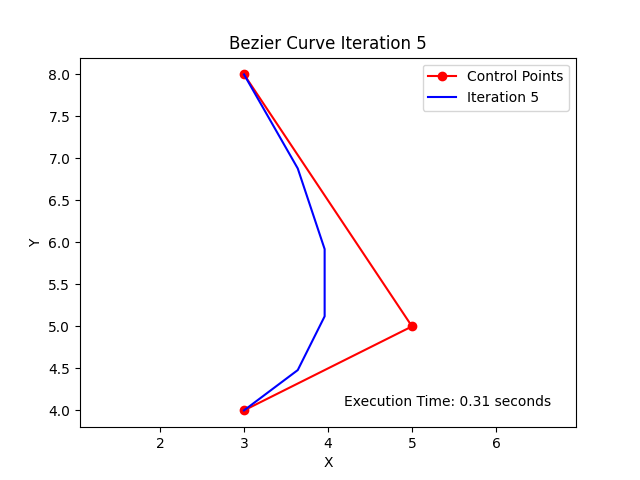 Bezier Curve Iteration 5
Control Points
Iteration 5
8.0
7.5
7.0
6.5
6.0
5.5
5.0
4.5
4.0
Y
Execution Time: 0.31 seconds
2 3 4 5 6
X